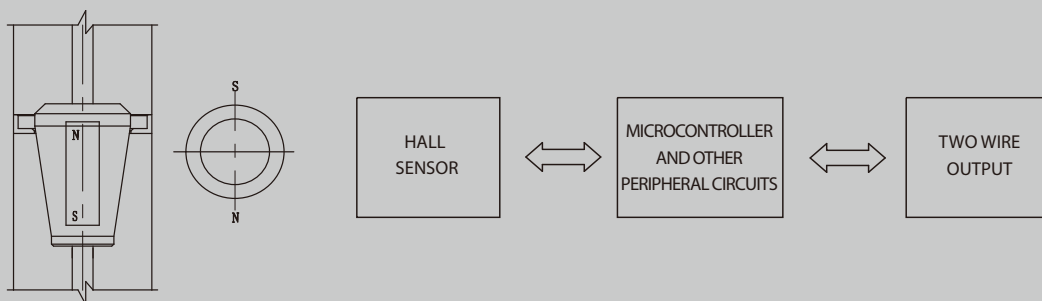 N
S
S
N
HALL
SENSOR
MICROCONTROLLER
AND OTHER
PERIPHERAL CIRCUITS
TWO WIRE
OUTPUT